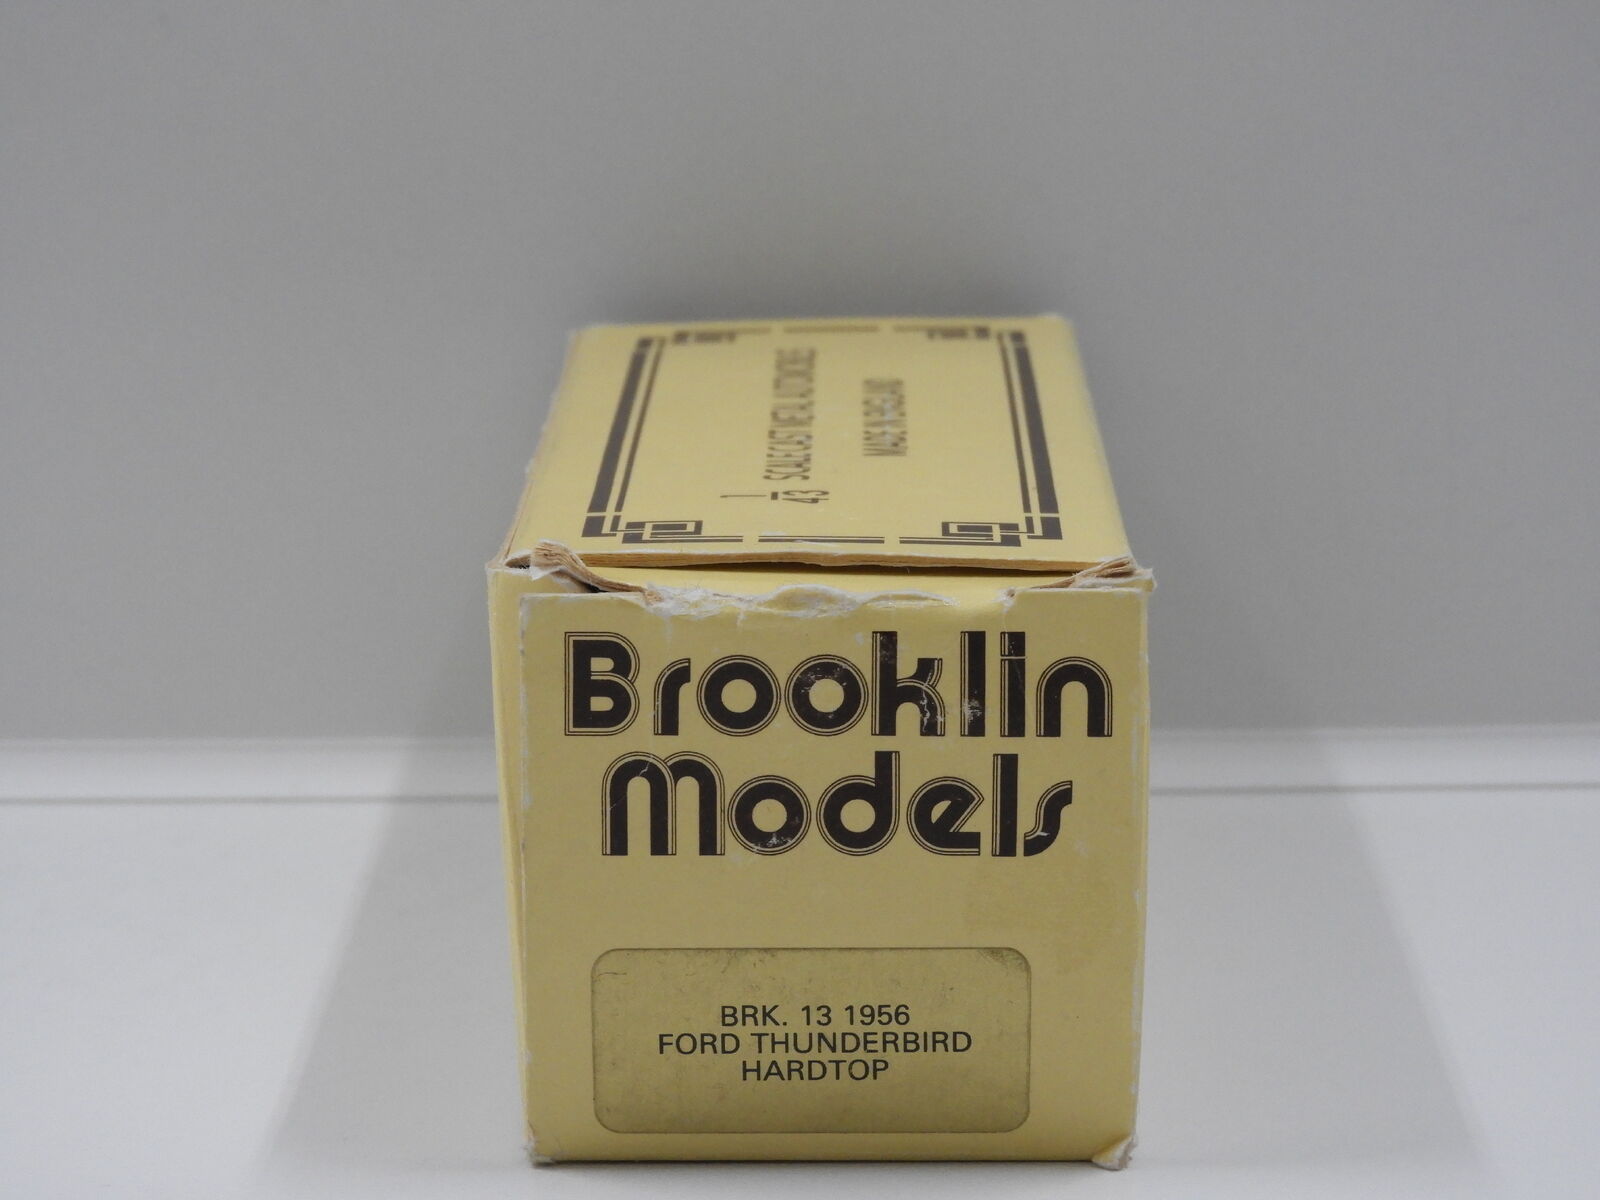 1/43 SCALE CAST METAL AUTOMOBILES
MADE IN ENGLAND
Brooklin
Models
BRK. 13 1956
FORD THUNDERBIRD
HARDTOP